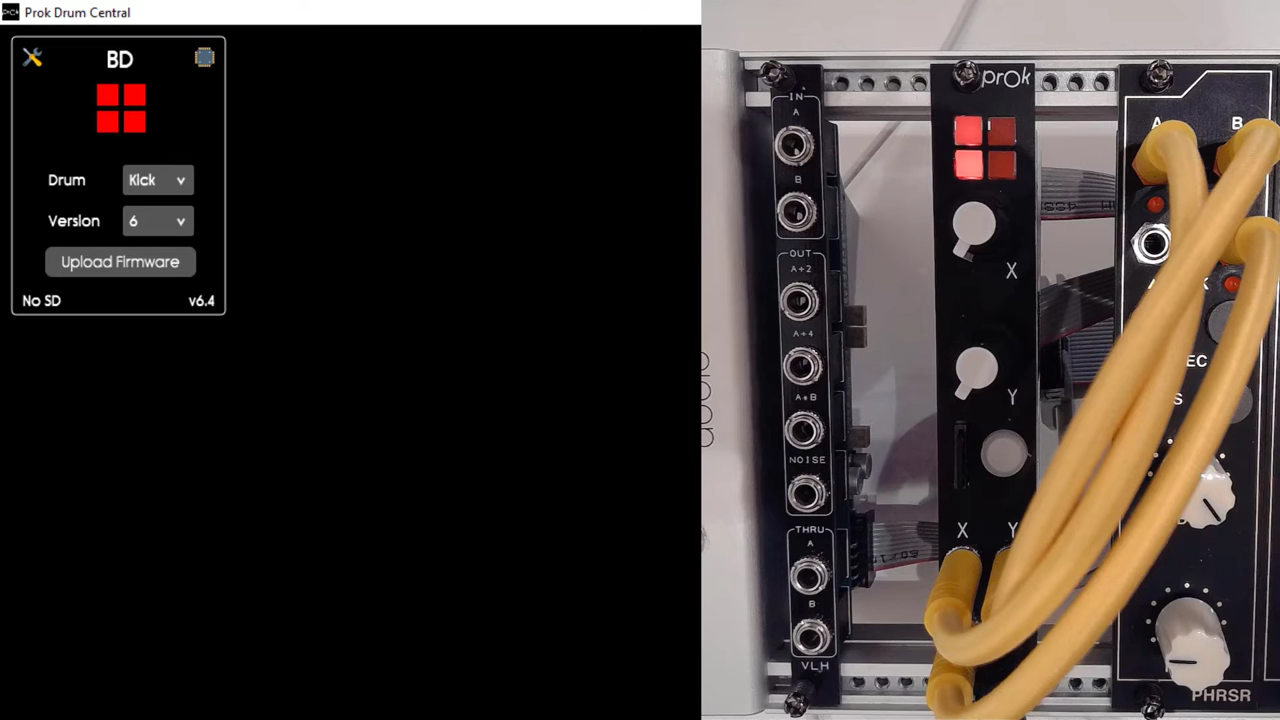 Prok Drum Central
BD
Drum
Kick
Version
6
Upload Firmware
No SD
v6.4
IN
A
B
OUT
A÷2
A÷4
A*B
NOISE
THRU
A
B
VLH
prok
X
Y
X
Y
A
B
EC
S
PHRSR